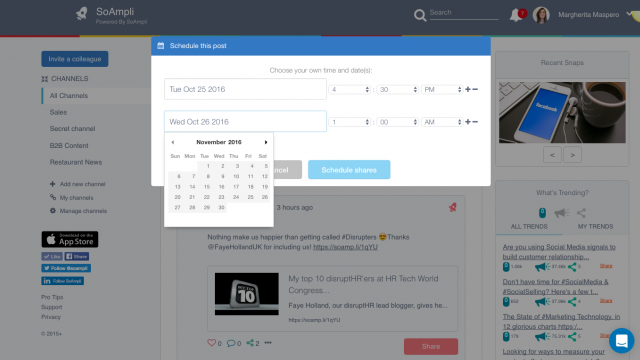 SoAmpli
Powered By SoAmpli
Search
7
Margherita Maspero
Invite a colleague
CHANNELS
All Channels
Sales
Secret channel
B2B Content
Restaurant News
Add new channel
My channels
Manage channels
Download on the
App Store
Like
Share
Follow @soampli
Follow @soampli
Pro Tips
Support
Privacy
© 2015+
Schedule this post
Choose your own time and date(s):
Tue Oct 25 2016
4 : 30 PM
Wed Oct 26 2016
1 : 00 AM
November 2016
Sun Mon Tue Wed Thu Fri Sat
1 2 3 4 5
6 7 8 9 10 11 12
13 14 15 16 17 18 19
20 21 22 23 24 25 26
27 28 29 30
ncel
Schedule shares
3 hours ago
Nothing make us happier than getting called #Disrupters 😎Thanks
@FayeHollandUK for including us! https://soamp.li/1qYU
MY TOP
10
My top 10 disruptHR'ers at HR Tech World
Congress...
Faye Holland, our disruptHR lead blogger, gives he...
https://soamp.li/1qYU
0
0
2
Share
Recent Snaps
facebook
What's Trending?
ALL TRENDS
MY TRENDS
Are you using Social Media signals to
build customer relationship...
Share
Don't have time for #SocialMedia &
#SocialSelling? Here's a few t...
Share
The State of #Marketing Technology, in
12 glorious charts https:/...
Share
Looking for ways to measure your